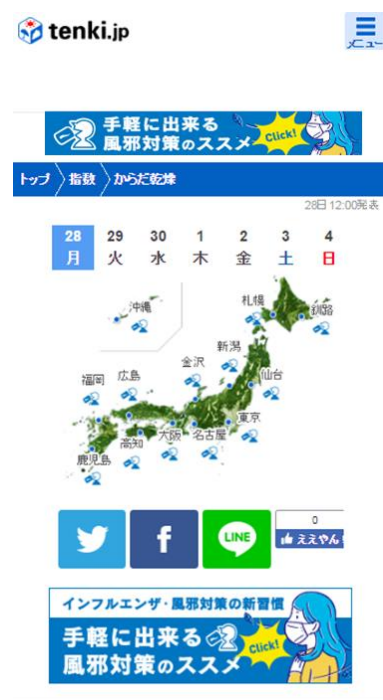 tenki.jp
メニュー
手軽に出来る
風邪対策のススメ
Click!
トップ 指数 からだ乾燥
28日 12:00発表
28 29 30 1 2 3 4
月 火 水 木 金 土 日
沖縄
札幌
釧路
新潟
金沢
仙台
福岡
広島
東京
高知
大阪
名古屋
鹿児島
LINE
0
ええやん!
インフルエンザ・風邪対策の新習慣
手軽に出来る
風邪対策のススメ
Click!